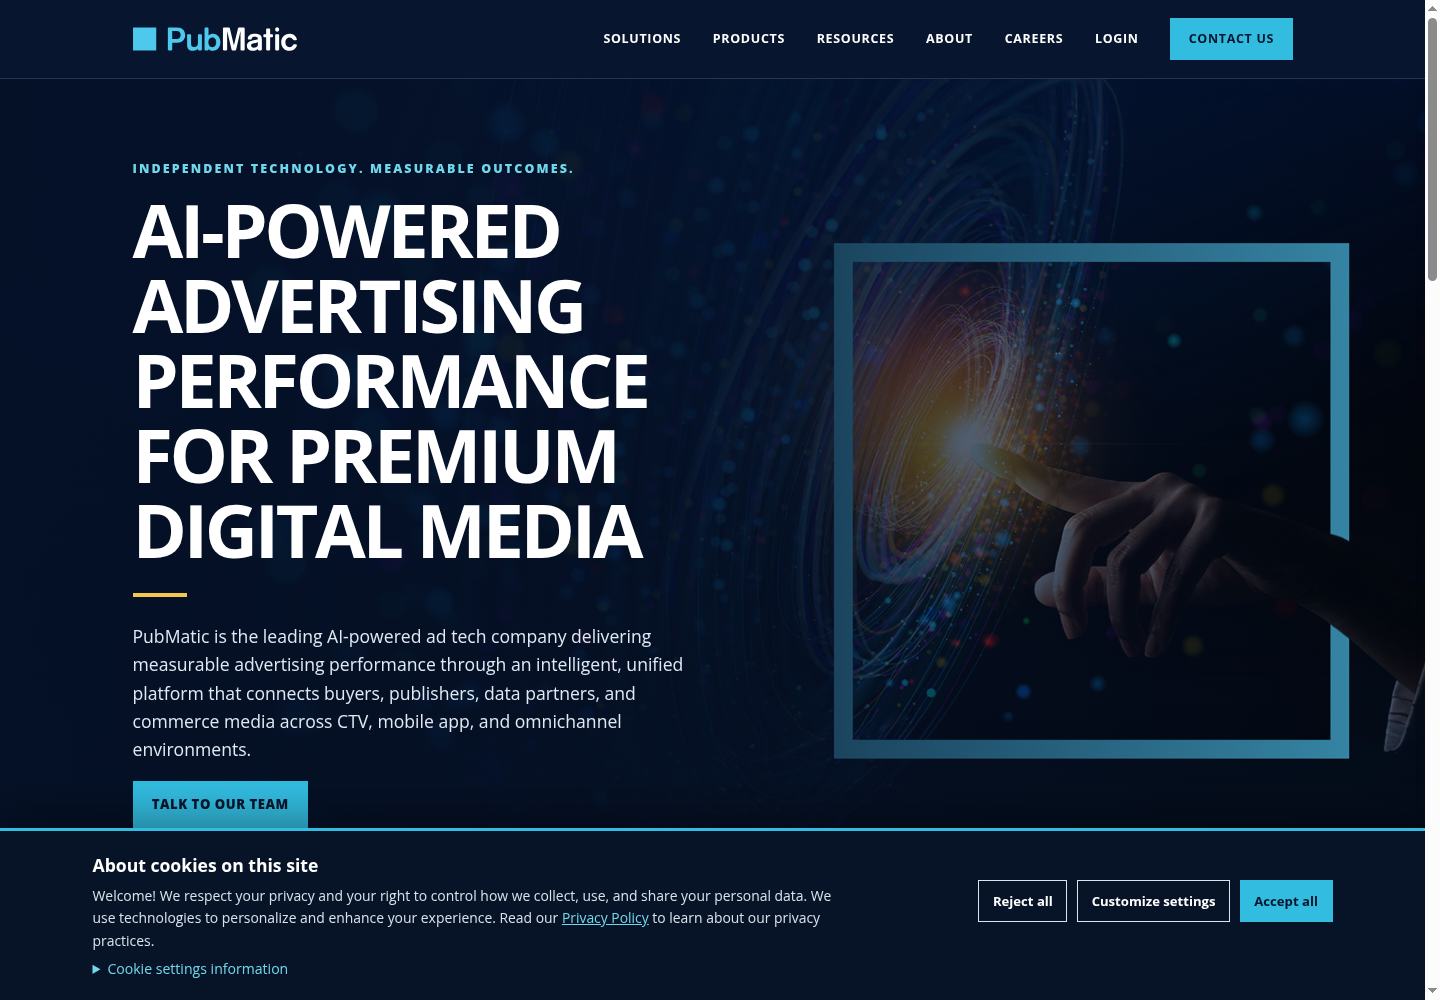 PubMatic
SOLUTIONS PRODUCTS RESOURCES ABOUT CAREERS LOGIN CONTACT US
INDEPENDENT TECHNOLOGY. MEASURABLE OUTCOMES.
AI-POWERED
ADVERTISING
PERFORMANCE
FOR PREMIUM
DIGITAL MEDIA
PubMatic is the leading AI-powered ad tech company delivering
measurable advertising performance through an intelligent, unified
platform that connects buyers, publishers, data partners, and
commerce media across CTV, mobile app, and omnichannel
environments.
TALK TO OUR TEAM
About cookies on this site
Welcome! We respect your privacy and your right to control how we collect, use, and share your personal data. We
use technologies to personalize and enhance your experience. Read our Privacy Policy to learn about our privacy
practices.
Cookie settings information
Reject all Customize settings Accept all